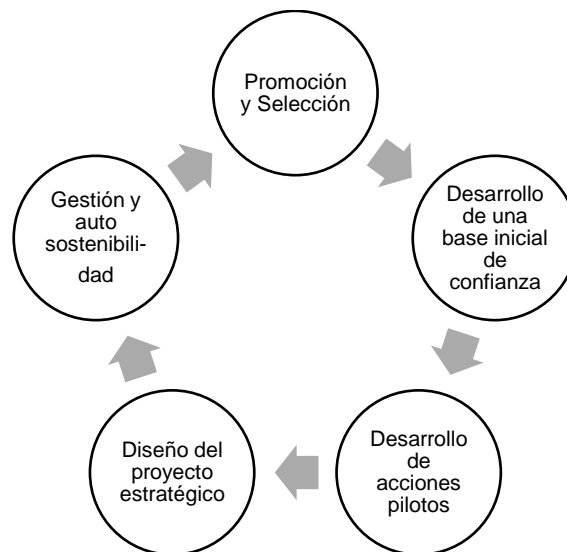 Promoción
y Selección
Desarrollo
de una
base inicial
de
confianza
Desarrollo
de
acciones
pilotos
Diseño del
proyecto
estratégico
Gestión y
auto
sostenibili-
dad